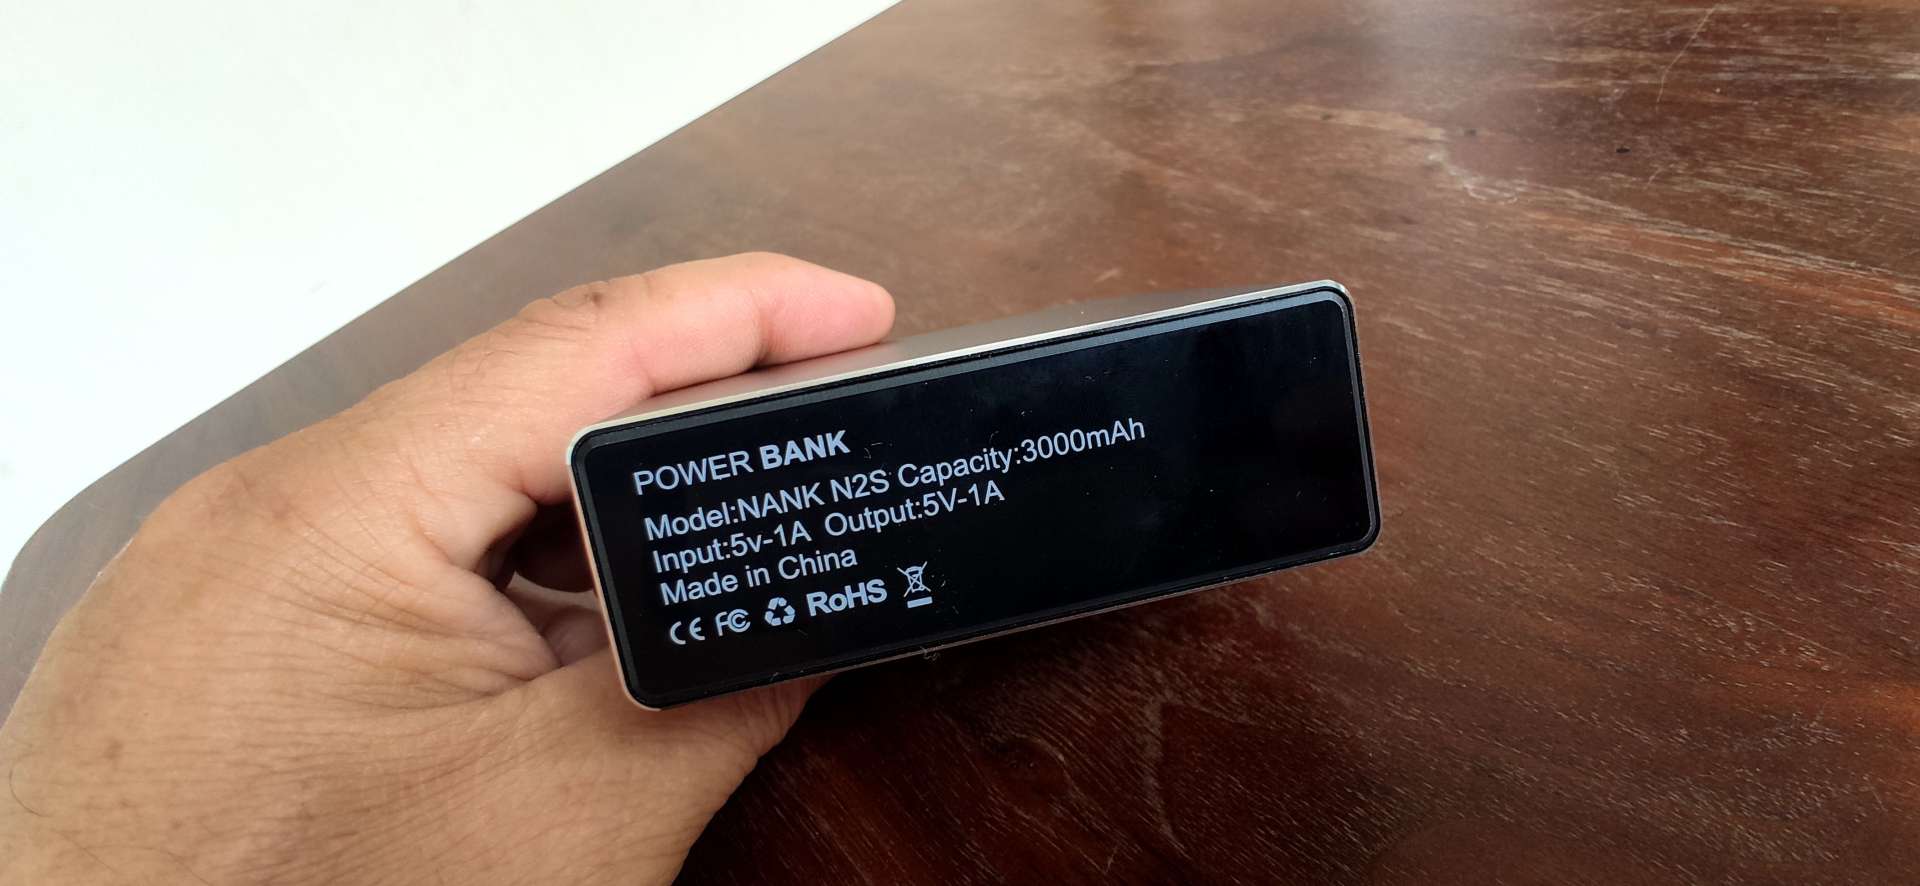 POWER BANK
Model:NANK N2S Capacity:3000mAh
Input:5v-1A Output:5V-1A
Made in China
CE FC RoHS